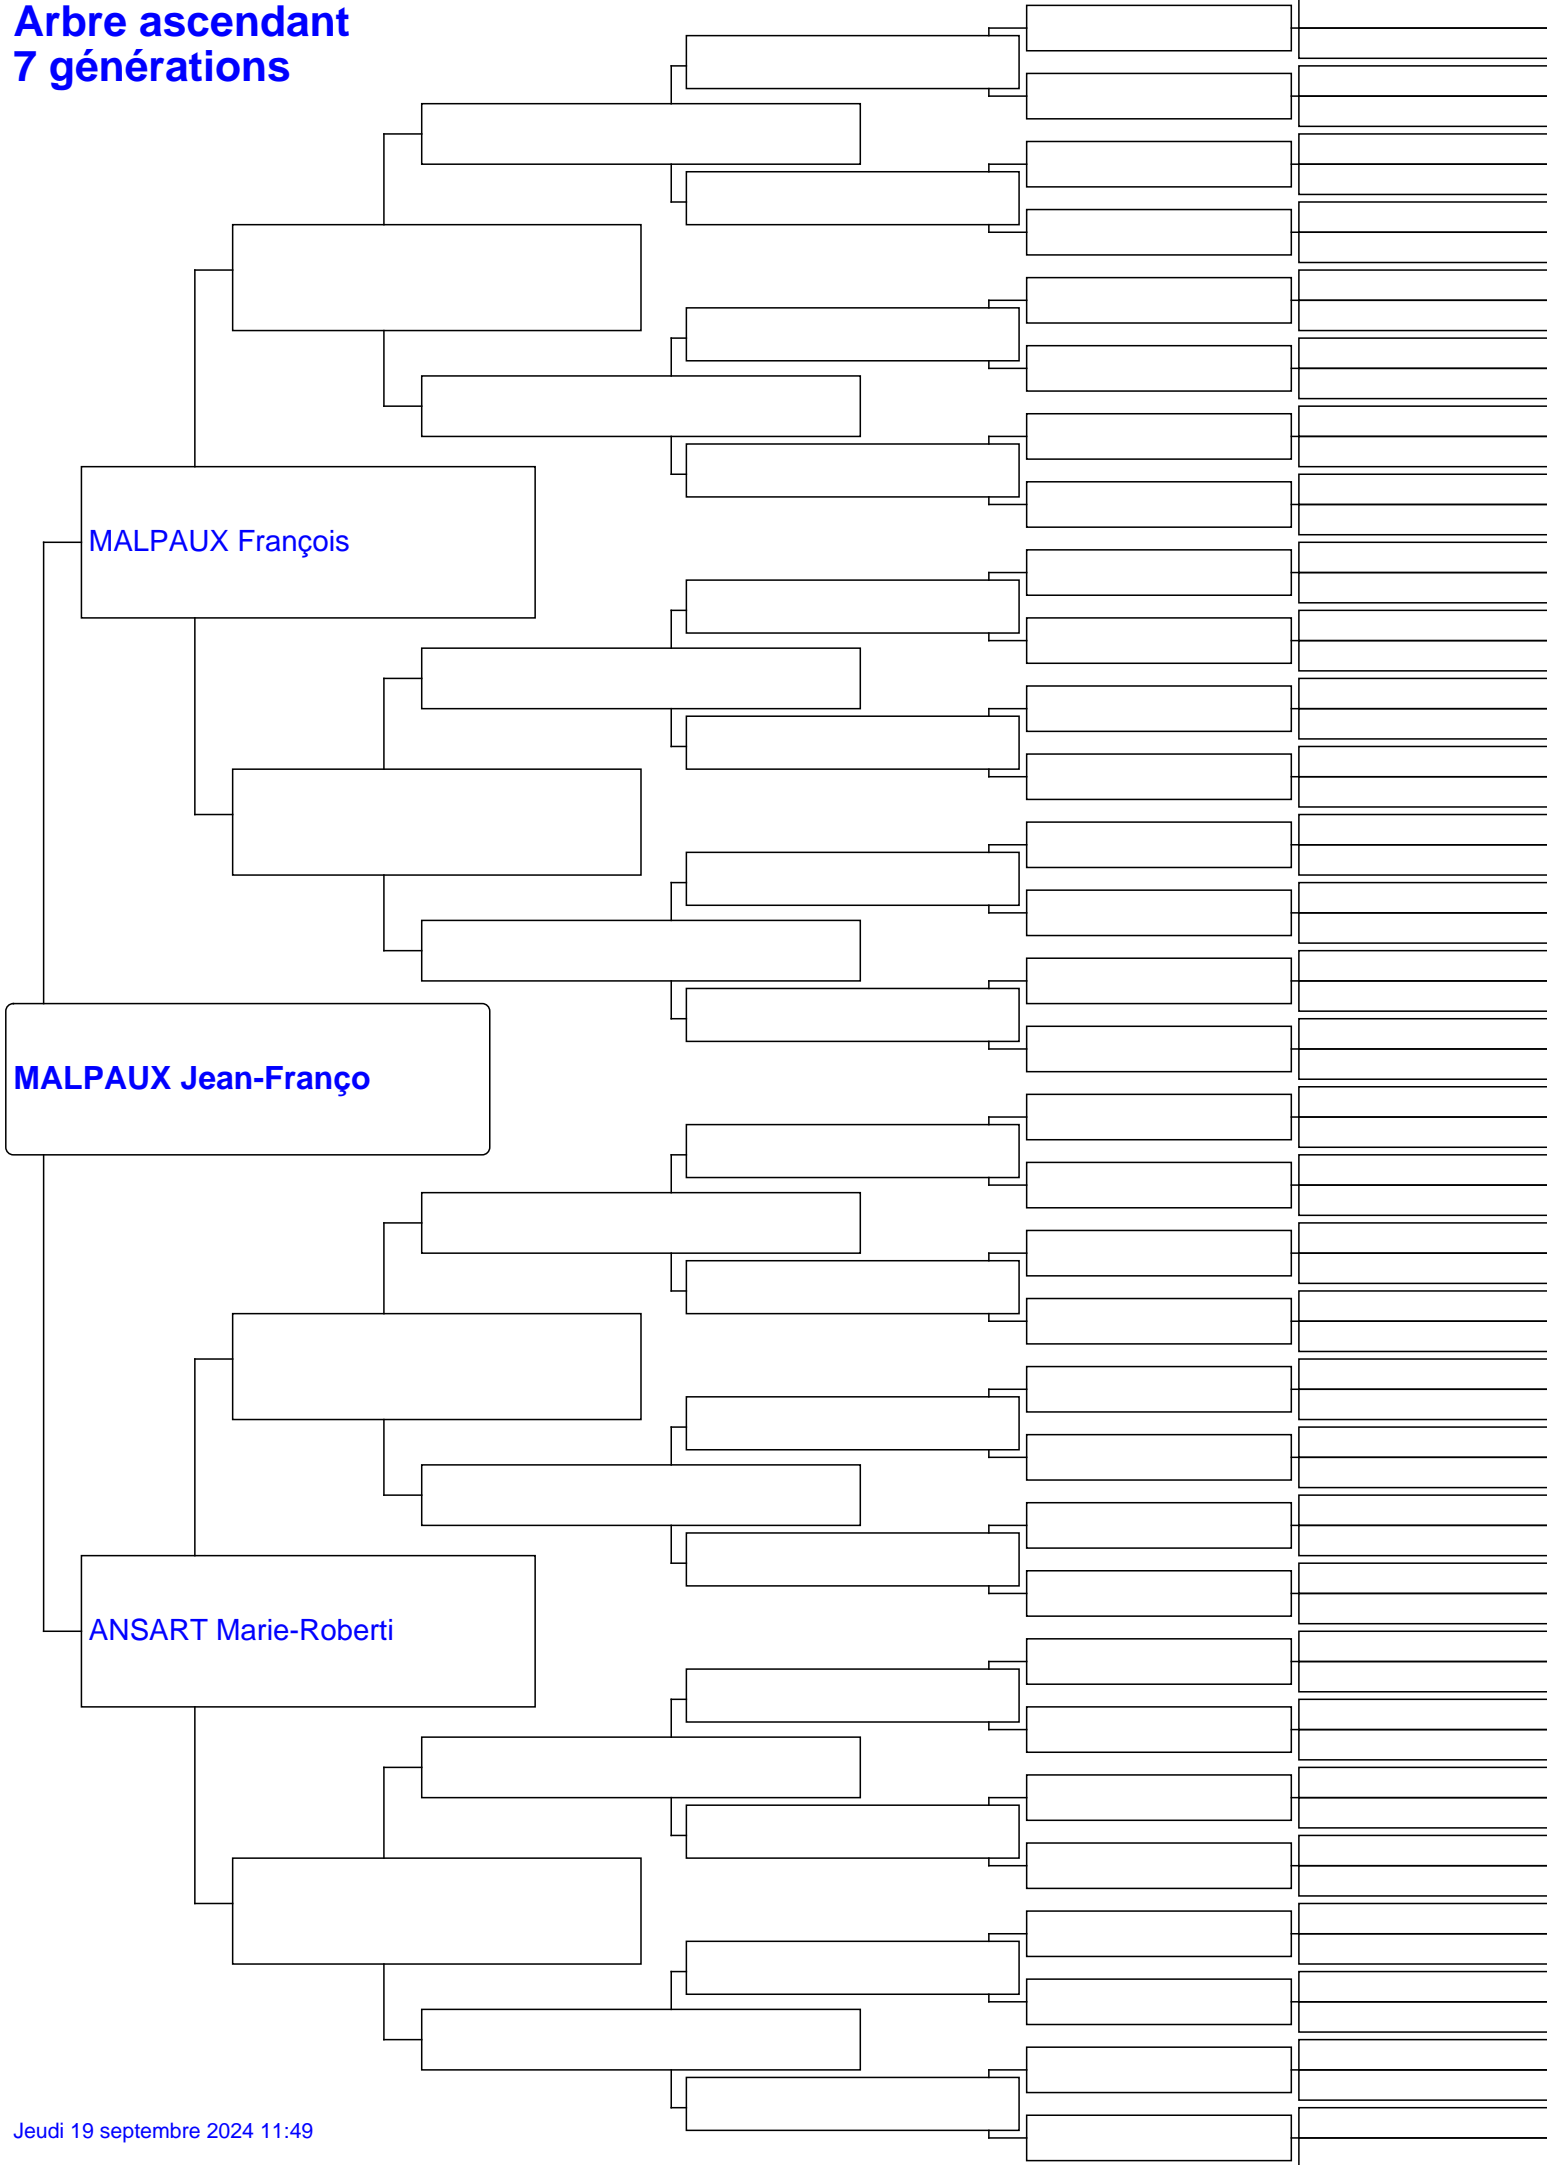 Arbre ascendant
7 générations
MALPAUX François
MALPAUX Jean-Franço
ANSART Marie-Roberti
Jeudi 19 septembre 2024 11:49